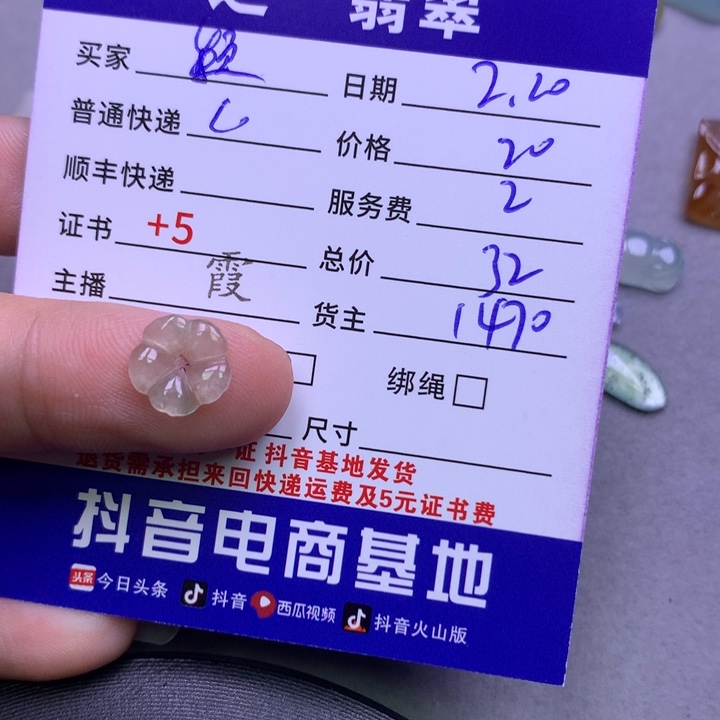 翡翠
买家 日期 2.20
普通快递 价格 20
顺丰快递 服务费 2
证书 +5 总价 32
主播 霞 货主 1490
绑绳
尺寸
证 抖音基地发货
退货需承担来回快递运费及5元证书费
抖音电商基地
头条 今日头条 抖音 西瓜视频 抖音火山版